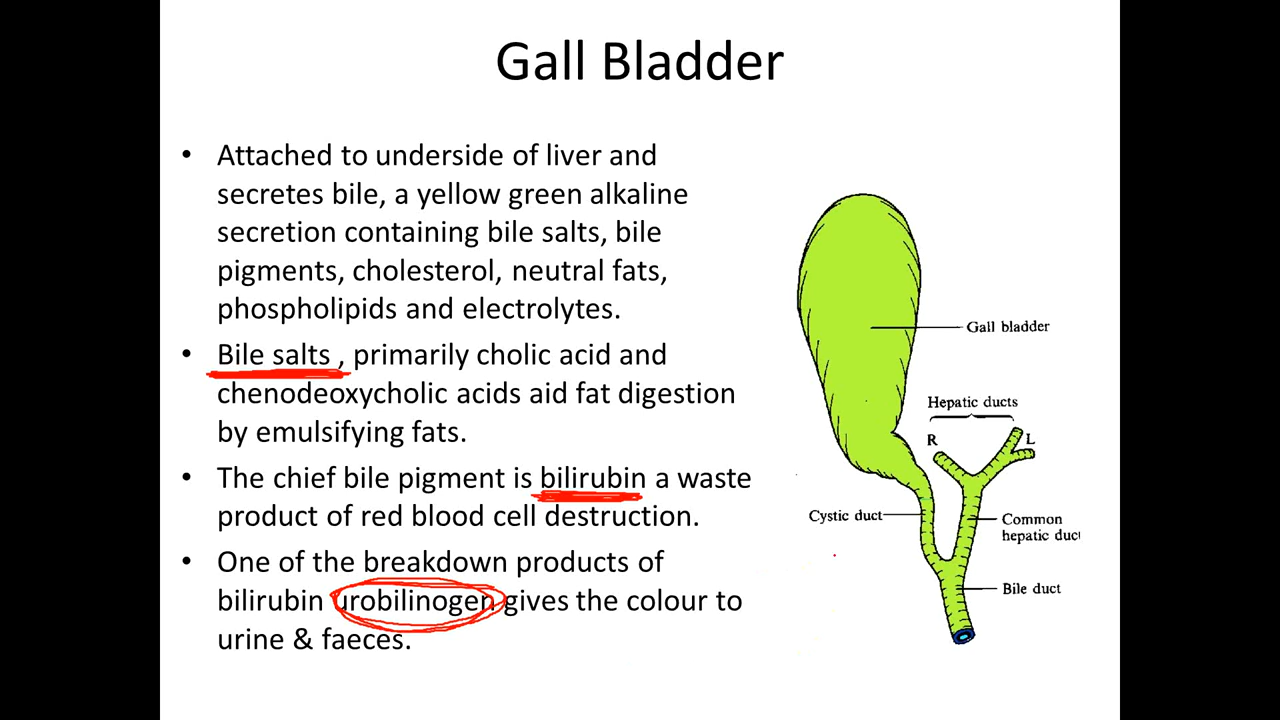 Gall Bladder
• Attached to underside of liver and
secretes bile, a yellow green alkaline
secretion containing bile salts, bile
pigments, cholesterol, neutral fats,
phospholipids and electrolytes.
• Bile salts , primarily cholic acid and
chenodeoxycholic acids aid fat digestion
by emulsifying fats.
• The chief bile pigment is bilirubin a waste
product of red blood cell destruction.
• One of the breakdown products of
bilirubin urobilinogen gives the colour to
urine & faeces.
Gall bladder
Hepatic ducts
R
L
Cystic duct
Common
hepatic duct
Bile duct